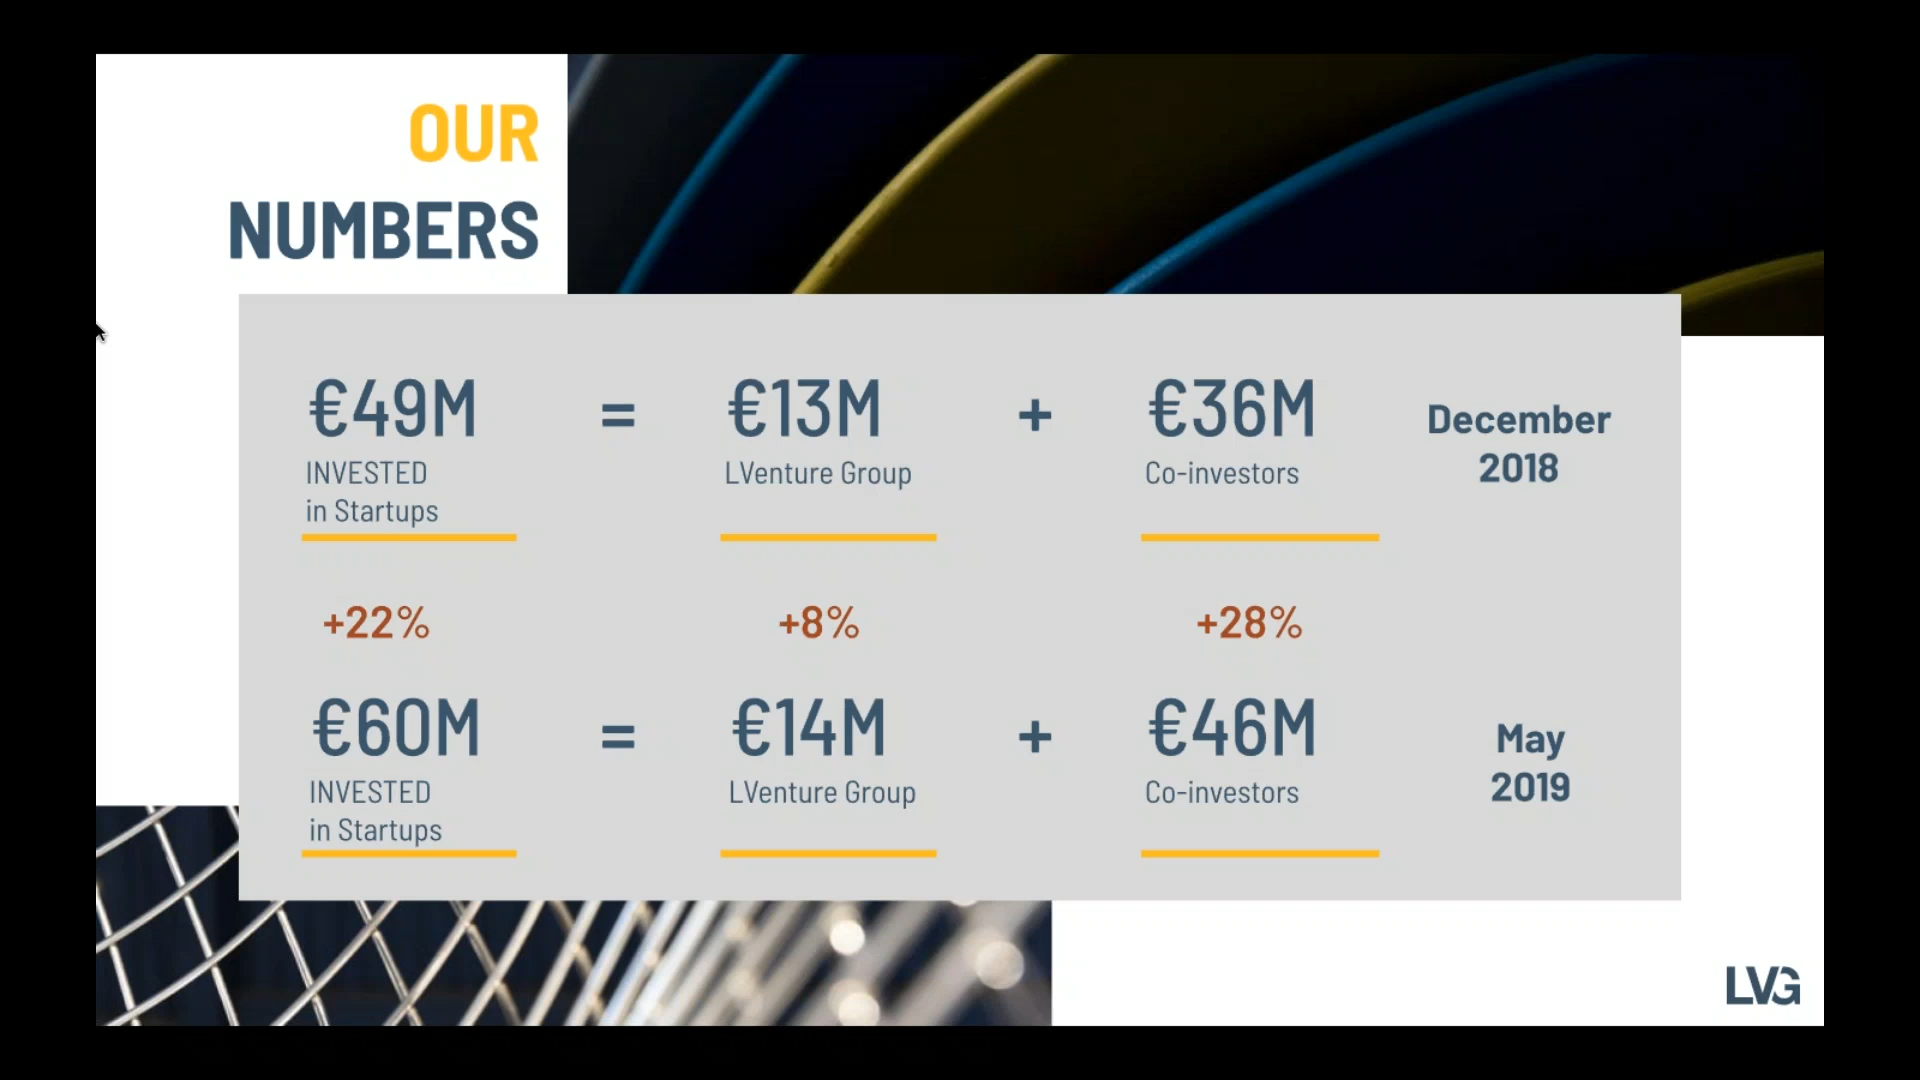 OUR
NUMBERS
€49M = €13M + €36M
INVESTED
in Startups
LVenture Group
Co-investors
December
2018
+22% +8% +28%
€60M = €14M + €46M
INVESTED
in Startups
LVenture Group
Co-investors
May
2019
LVG